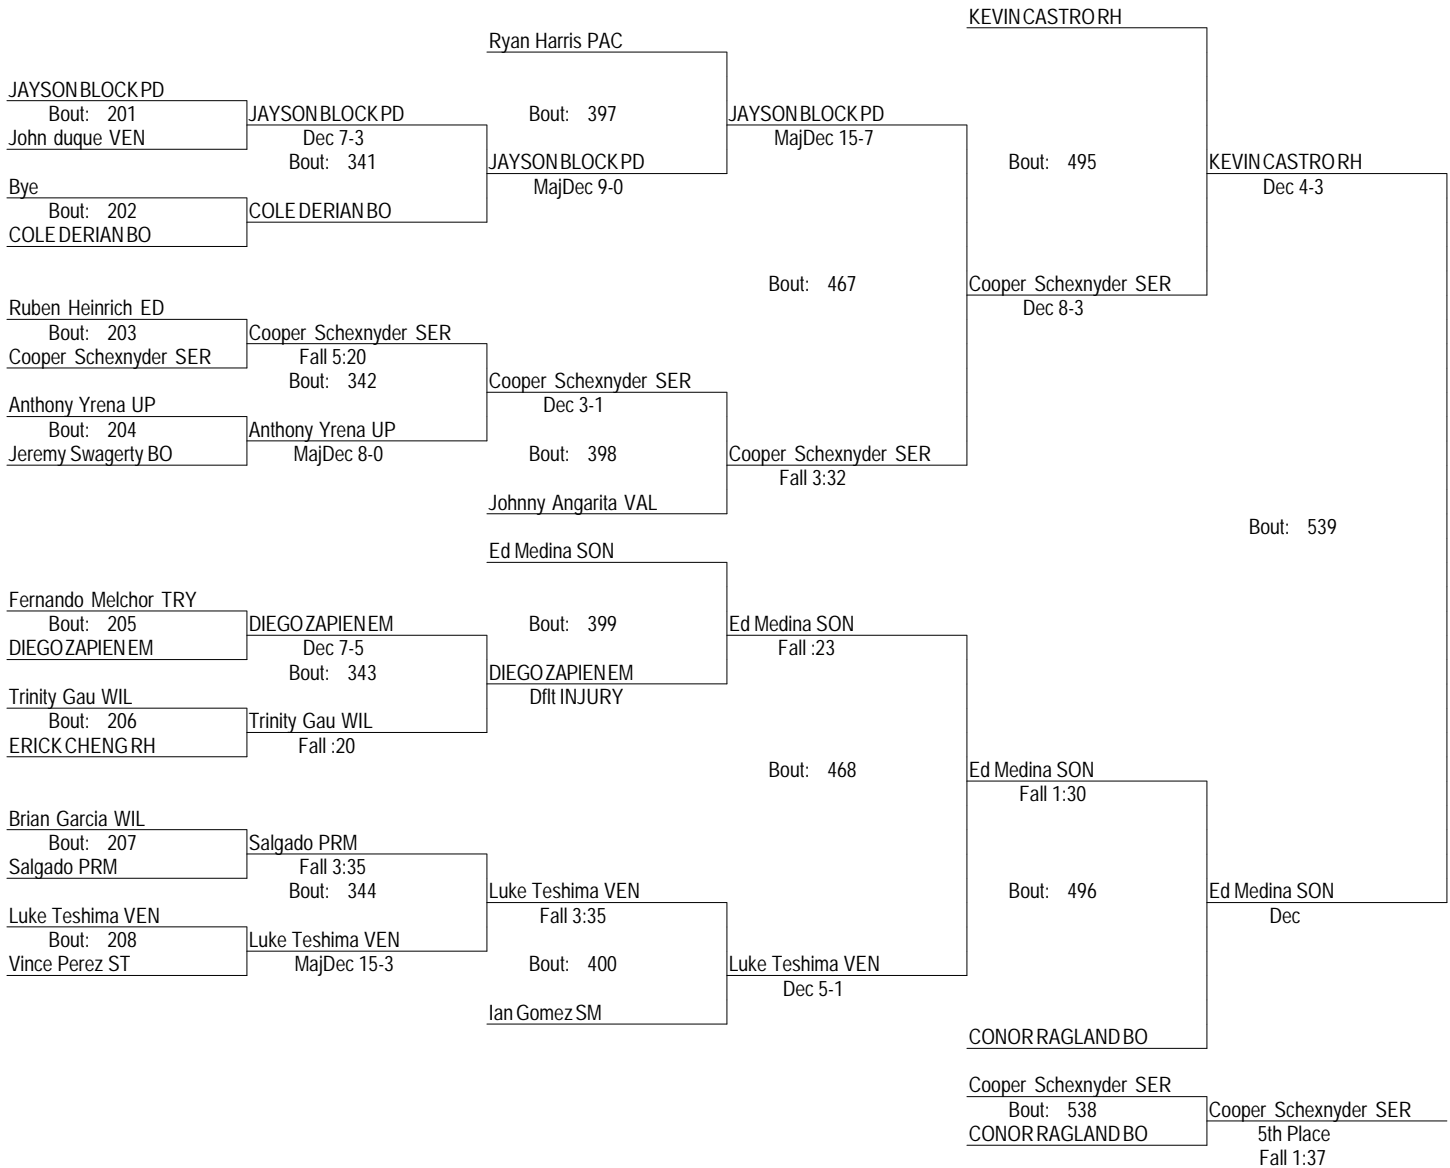 KEVIN CASTRO RH
Ryan Harris PAC
JAYSON BLOCK PD
Bout: 201
John duque VEN
JAYSON BLOCK PD
Dec 7-3
Bout: 341
Bout: 397
JAYSON BLOCK PD
MajDec 15-7
Bye
Bout: 202
COLE DERIAN BO
COLE DERIAN BO
JAYSON BLOCK PD
MajDec 9-0
Bout: 495
KEVIN CASTRO RH
Dec 4-3
Bout: 467
Cooper Schexnyder SER
Dec 8-3
Ruben Heinrich ED
Bout: 203
Cooper Schexnyder SER
Cooper Schexnyder SER
Fall 5:20
Bout: 342
Cooper Schexnyder SER
Dec 3-1
Anthony Yrena UP
Bout: 204
Jeremy Swagerty BO
Anthony Yrena UP
MajDec 8-0
Bout: 398
Cooper Schexnyder SER
Fall 3:32
Johnny Angarita VAL
Bout: 539
Ed Medina SON
Fernando Melchor TRY
Bout: 205
DIEGO ZAPIEN EM
DIEGO ZAPIEN EM
Dec 7-5
Bout: 343
Bout: 399
Ed Medina SON
Fall :23
DIEGO ZAPIEN EM
Dflt INJURY
Trinity Gau WIL
Bout: 206
ERICK CHENG RH
Trinity Gau WIL
Fall :20
Bout: 468
Ed Medina SON
Fall 1:30
Brian Garcia WIL
Bout: 207
Salgado PRM
Salgado PRM
Fall 3:35
Bout: 344
Luke Teshima VEN
Fall 3:35
Bout: 496
Ed Medina SON
Dec
Luke Teshima VEN
Bout: 208
Vince Perez ST
Luke Teshima VEN
MajDec 15-3
Bout: 400
Luke Teshima VEN
Dec 5-1
Ian Gomez SM
CONOR RAGLAND BO
Cooper Schexnyder SER
Bout: 538
CONOR RAGLAND BO
Cooper Schexnyder SER
5th Place
Fall 1:37